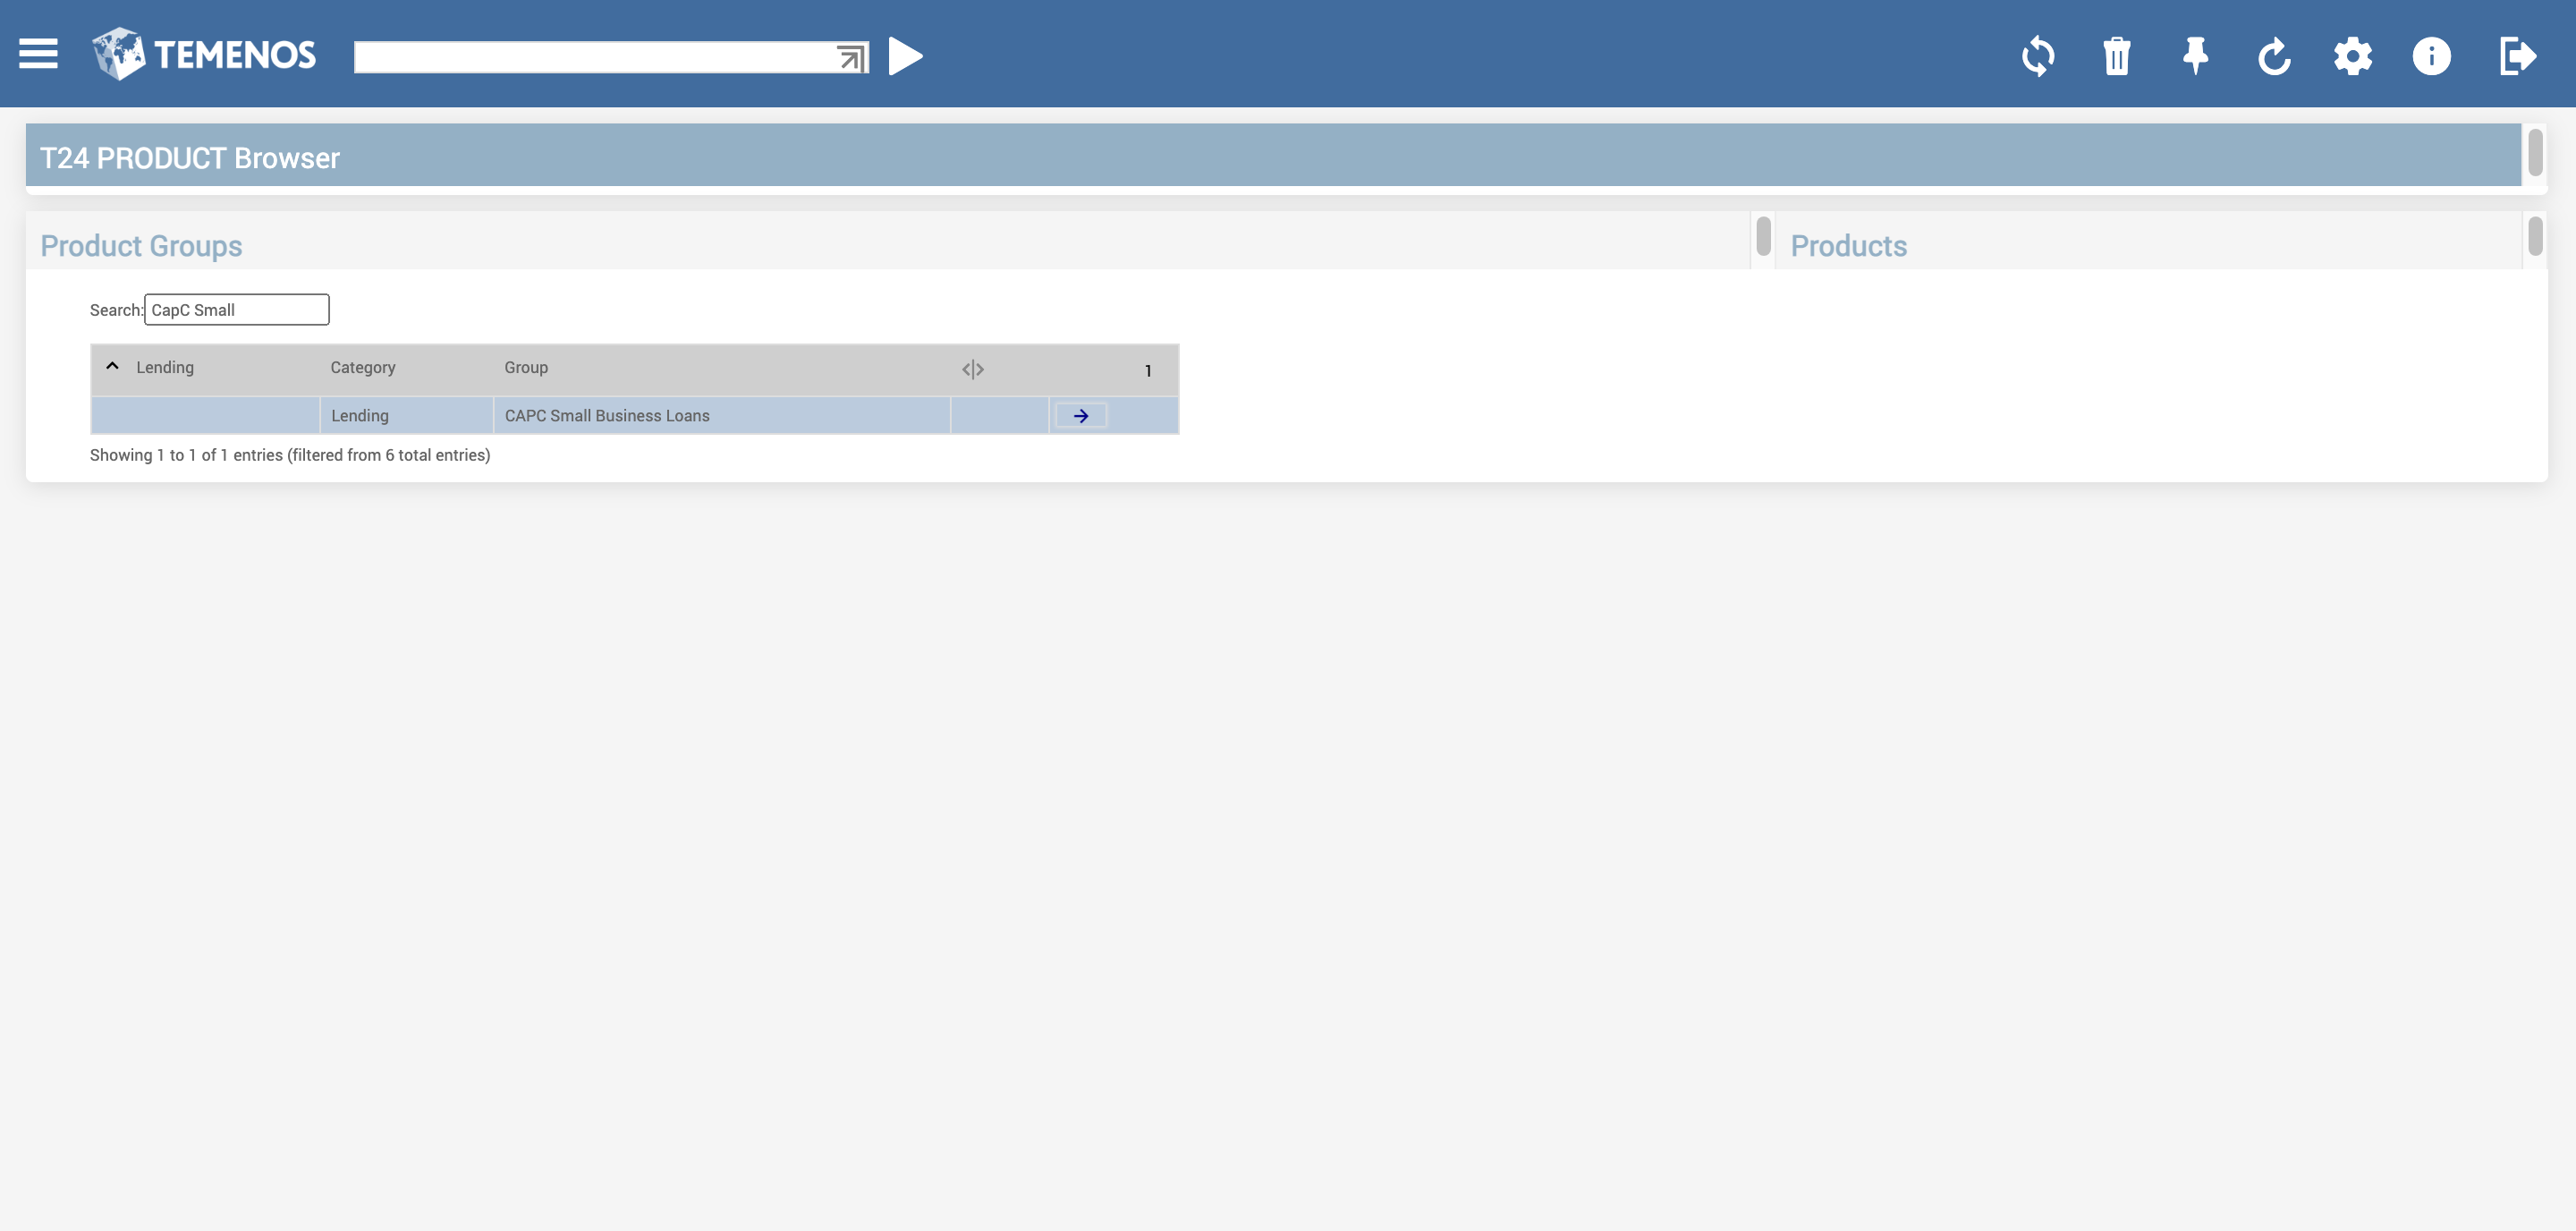 TEMENOS
T24 PRODUCT Browser
Product Groups
Products
Search: CapC Small
Lending Category Group 1
Lending CAPC Small Business Loans
Showing 1 to 1 of 1 entries (filtered from 6 total entries)